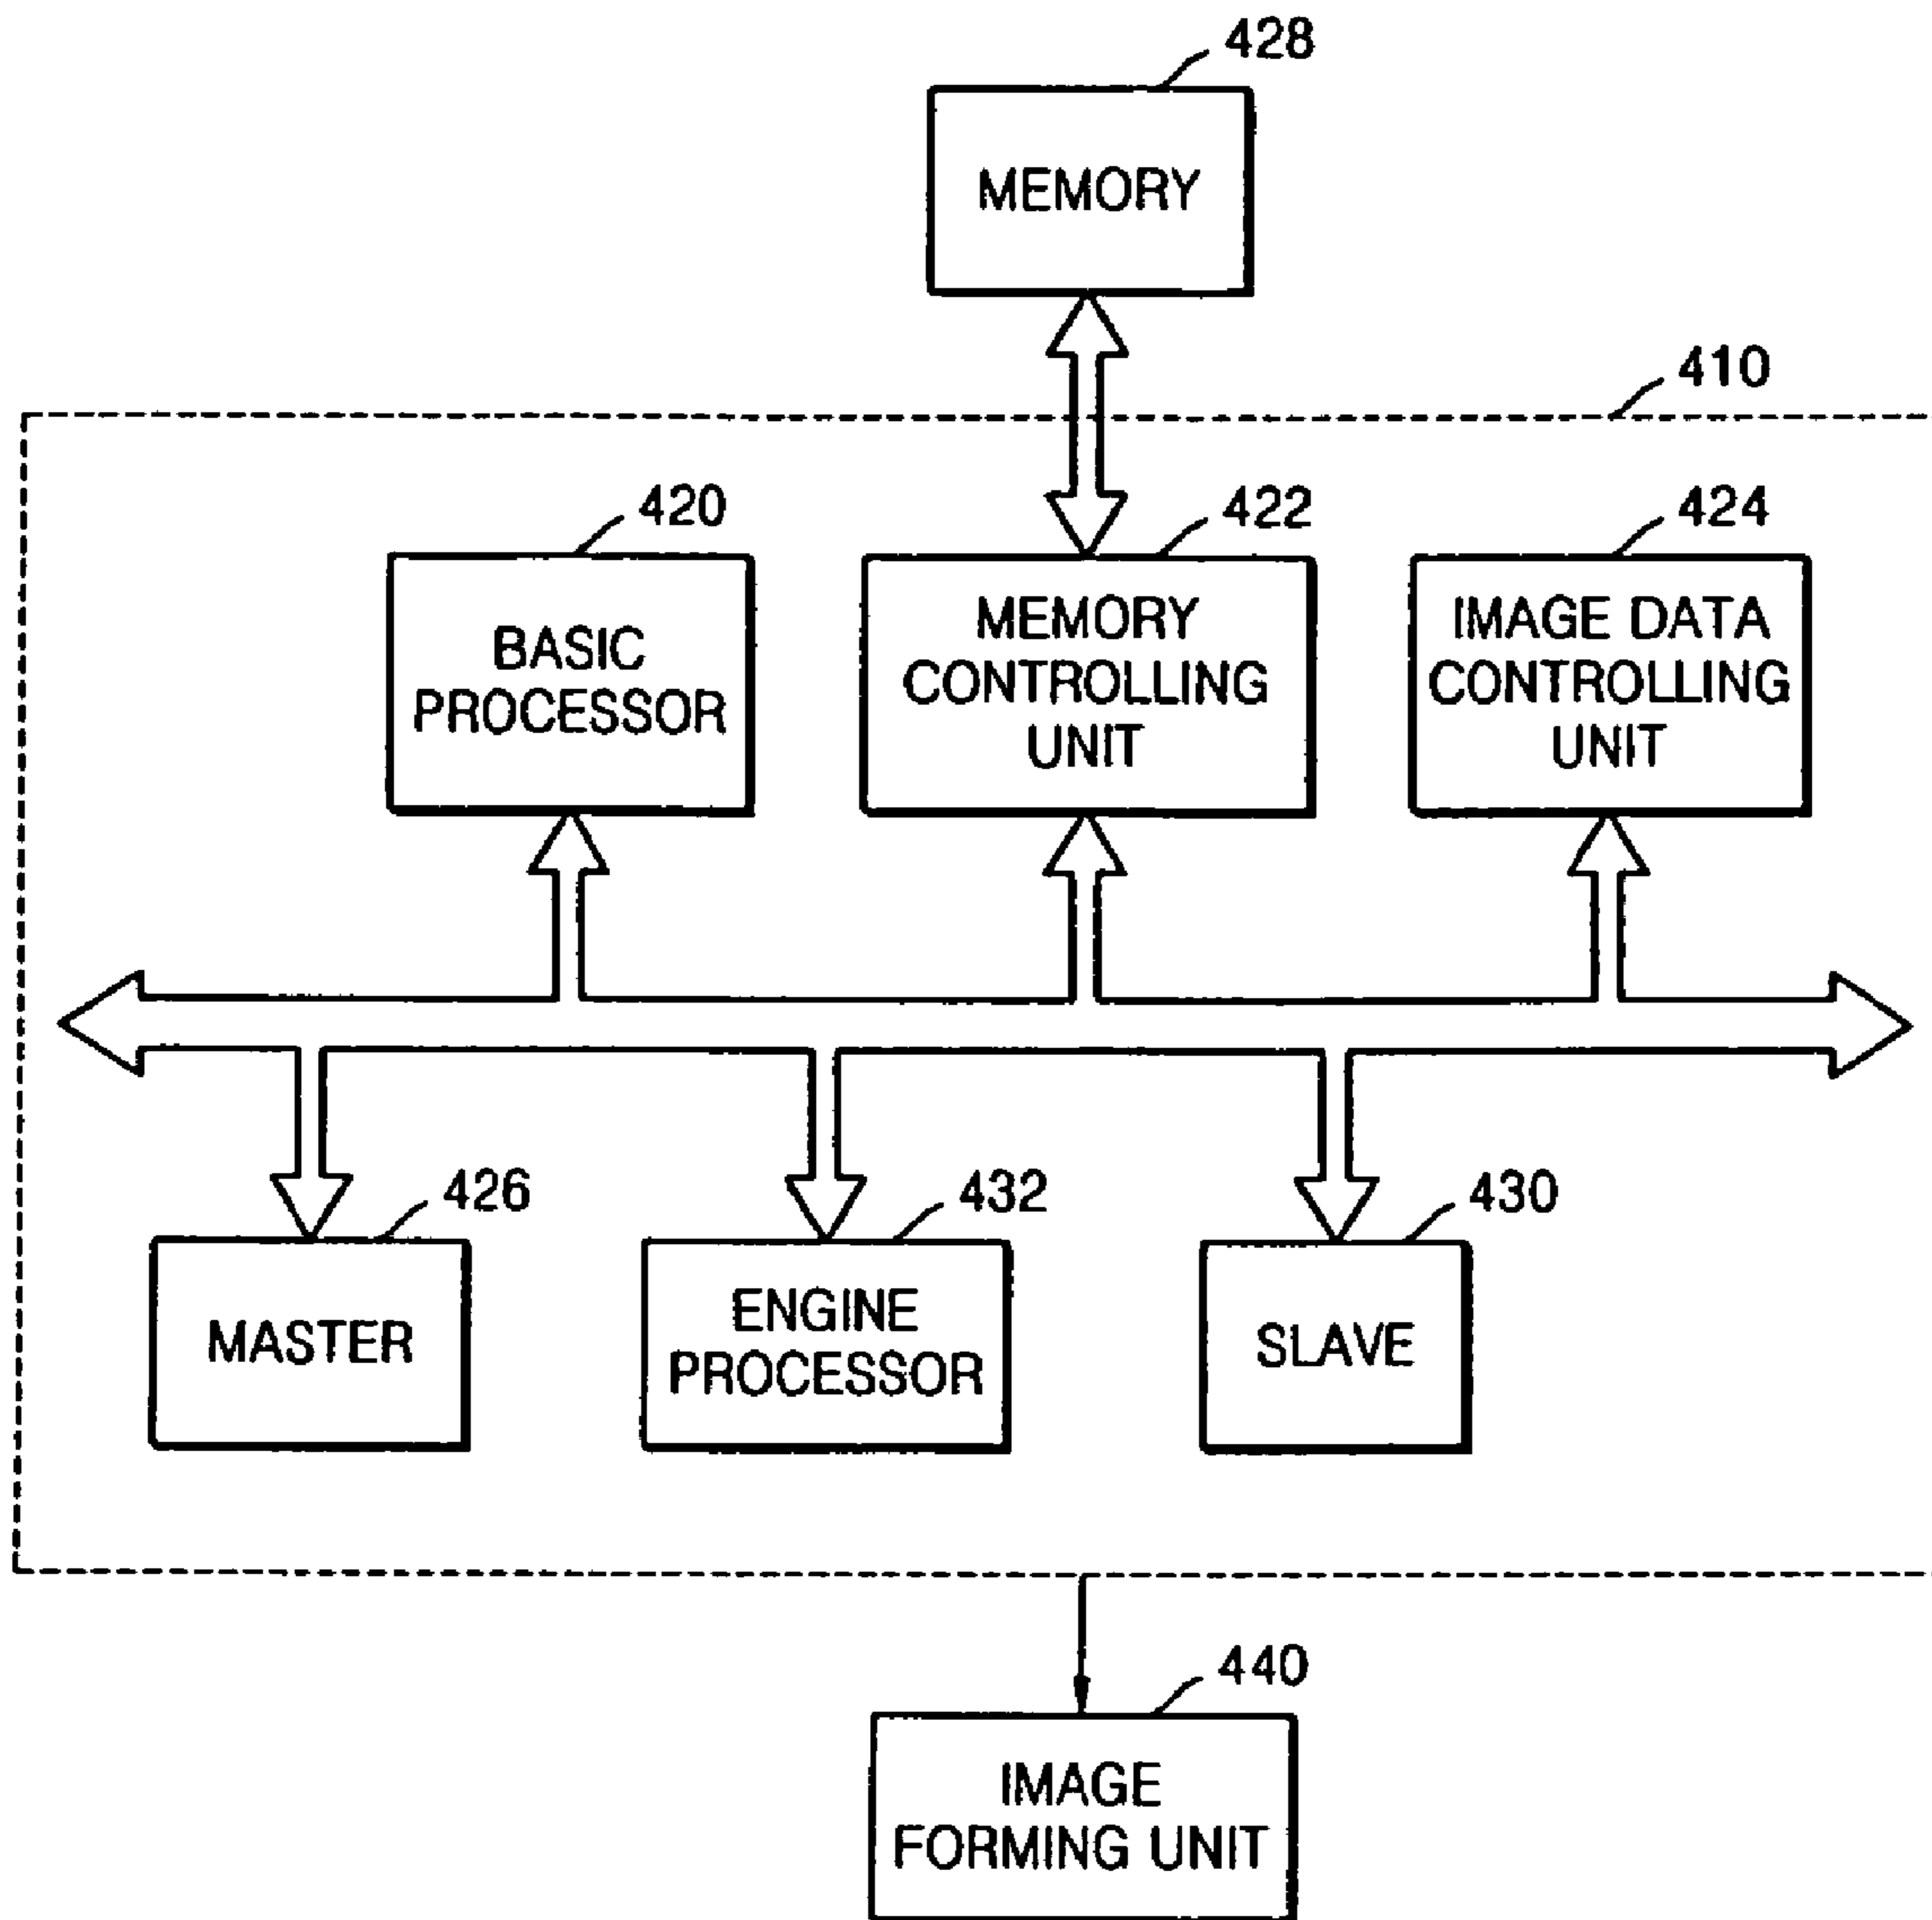 428
MEMORY
410
420
422
424
BASIC
PROCESSOR
MEMORY
CONTROLLING
UNIT
IMAGE DATA
CONTROLLING
UNIT
426
432
430
MASTER
ENGINE
PROCESSOR
SLAVE
440
IMAGE
FORMING UNIT